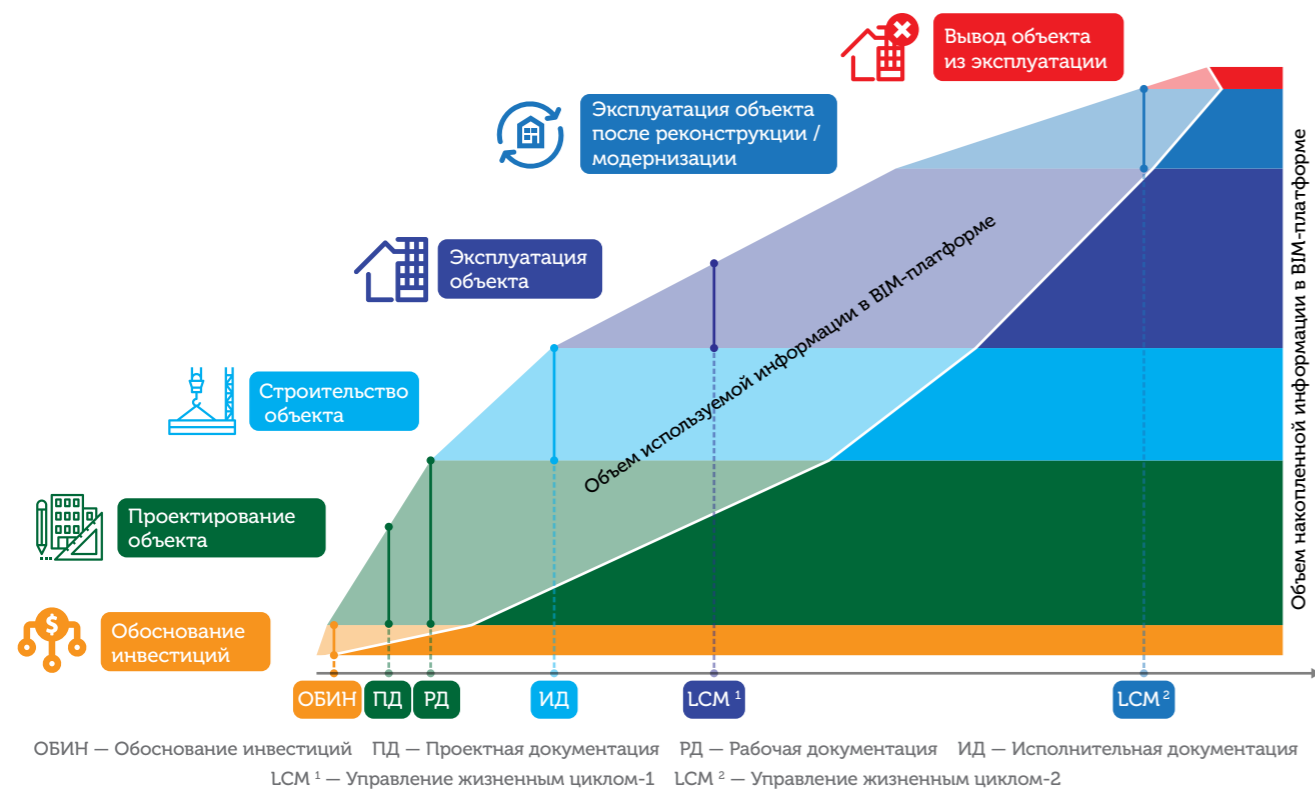 Вывод объекта
из эксплуатации
Эксплуатация объекта
после реконструкции /
модернизации
Эксплуатация
объекта
Строительство
объекта
Проектирование
объекта
$
Обоснование
инвестиций
Объем используемой информации в BIM-платформе
Объем накопленной информации в BIM-платформе
ОБИН ПД РД ИД LCM ¹ LCM ²
ОБИН — Обоснование инвестиций ПД — Проектная документация РД — Рабочая документация ИД — Исполнительная документация
LCM ¹ — Управление жизненным циклом-1 LCM ² — Управление жизненным циклом-2